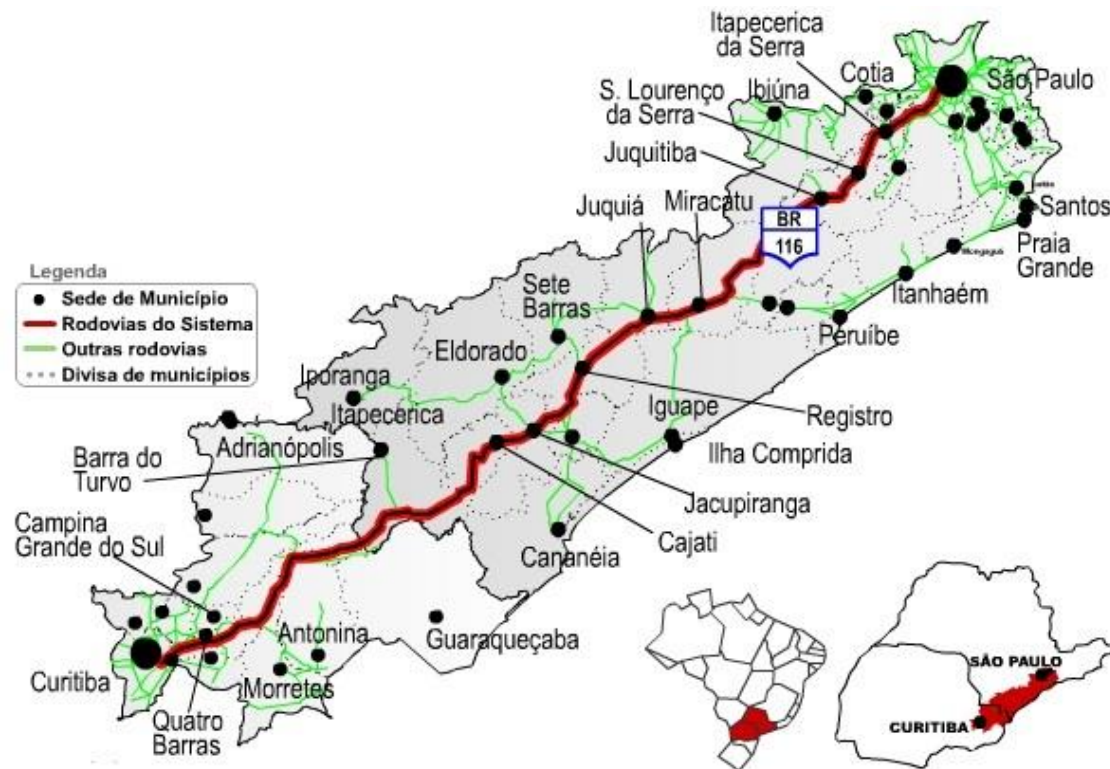 Itapecerica
da Serra
Cotia
São Paulo
S. Lourenço
da Serra
Ibiúna
Juquitiba
Juquiá
Miracatu
BR
116
Santos
Praia
Grande
Mongaguá
Itanhaém
Peruíbe
Legenda
Sede de Município
Rodovias do Sistema
Outras rodovias
Divisa de municípios
Sete
Barras
Eldorado
Iporanga
Itapecerica
Iguape
Registro
Adrianópolis
Ilha Comprida
Barra do
Turvo
Jacupiranga
Campina
Grande do Sul
Cananéia
Cajati
Guaraqueçaba
Antonina
Morretes
Curitiba
Quatro
Barras
SÃO PAULO
CURITIBA